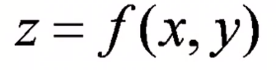 z = f(x, y)